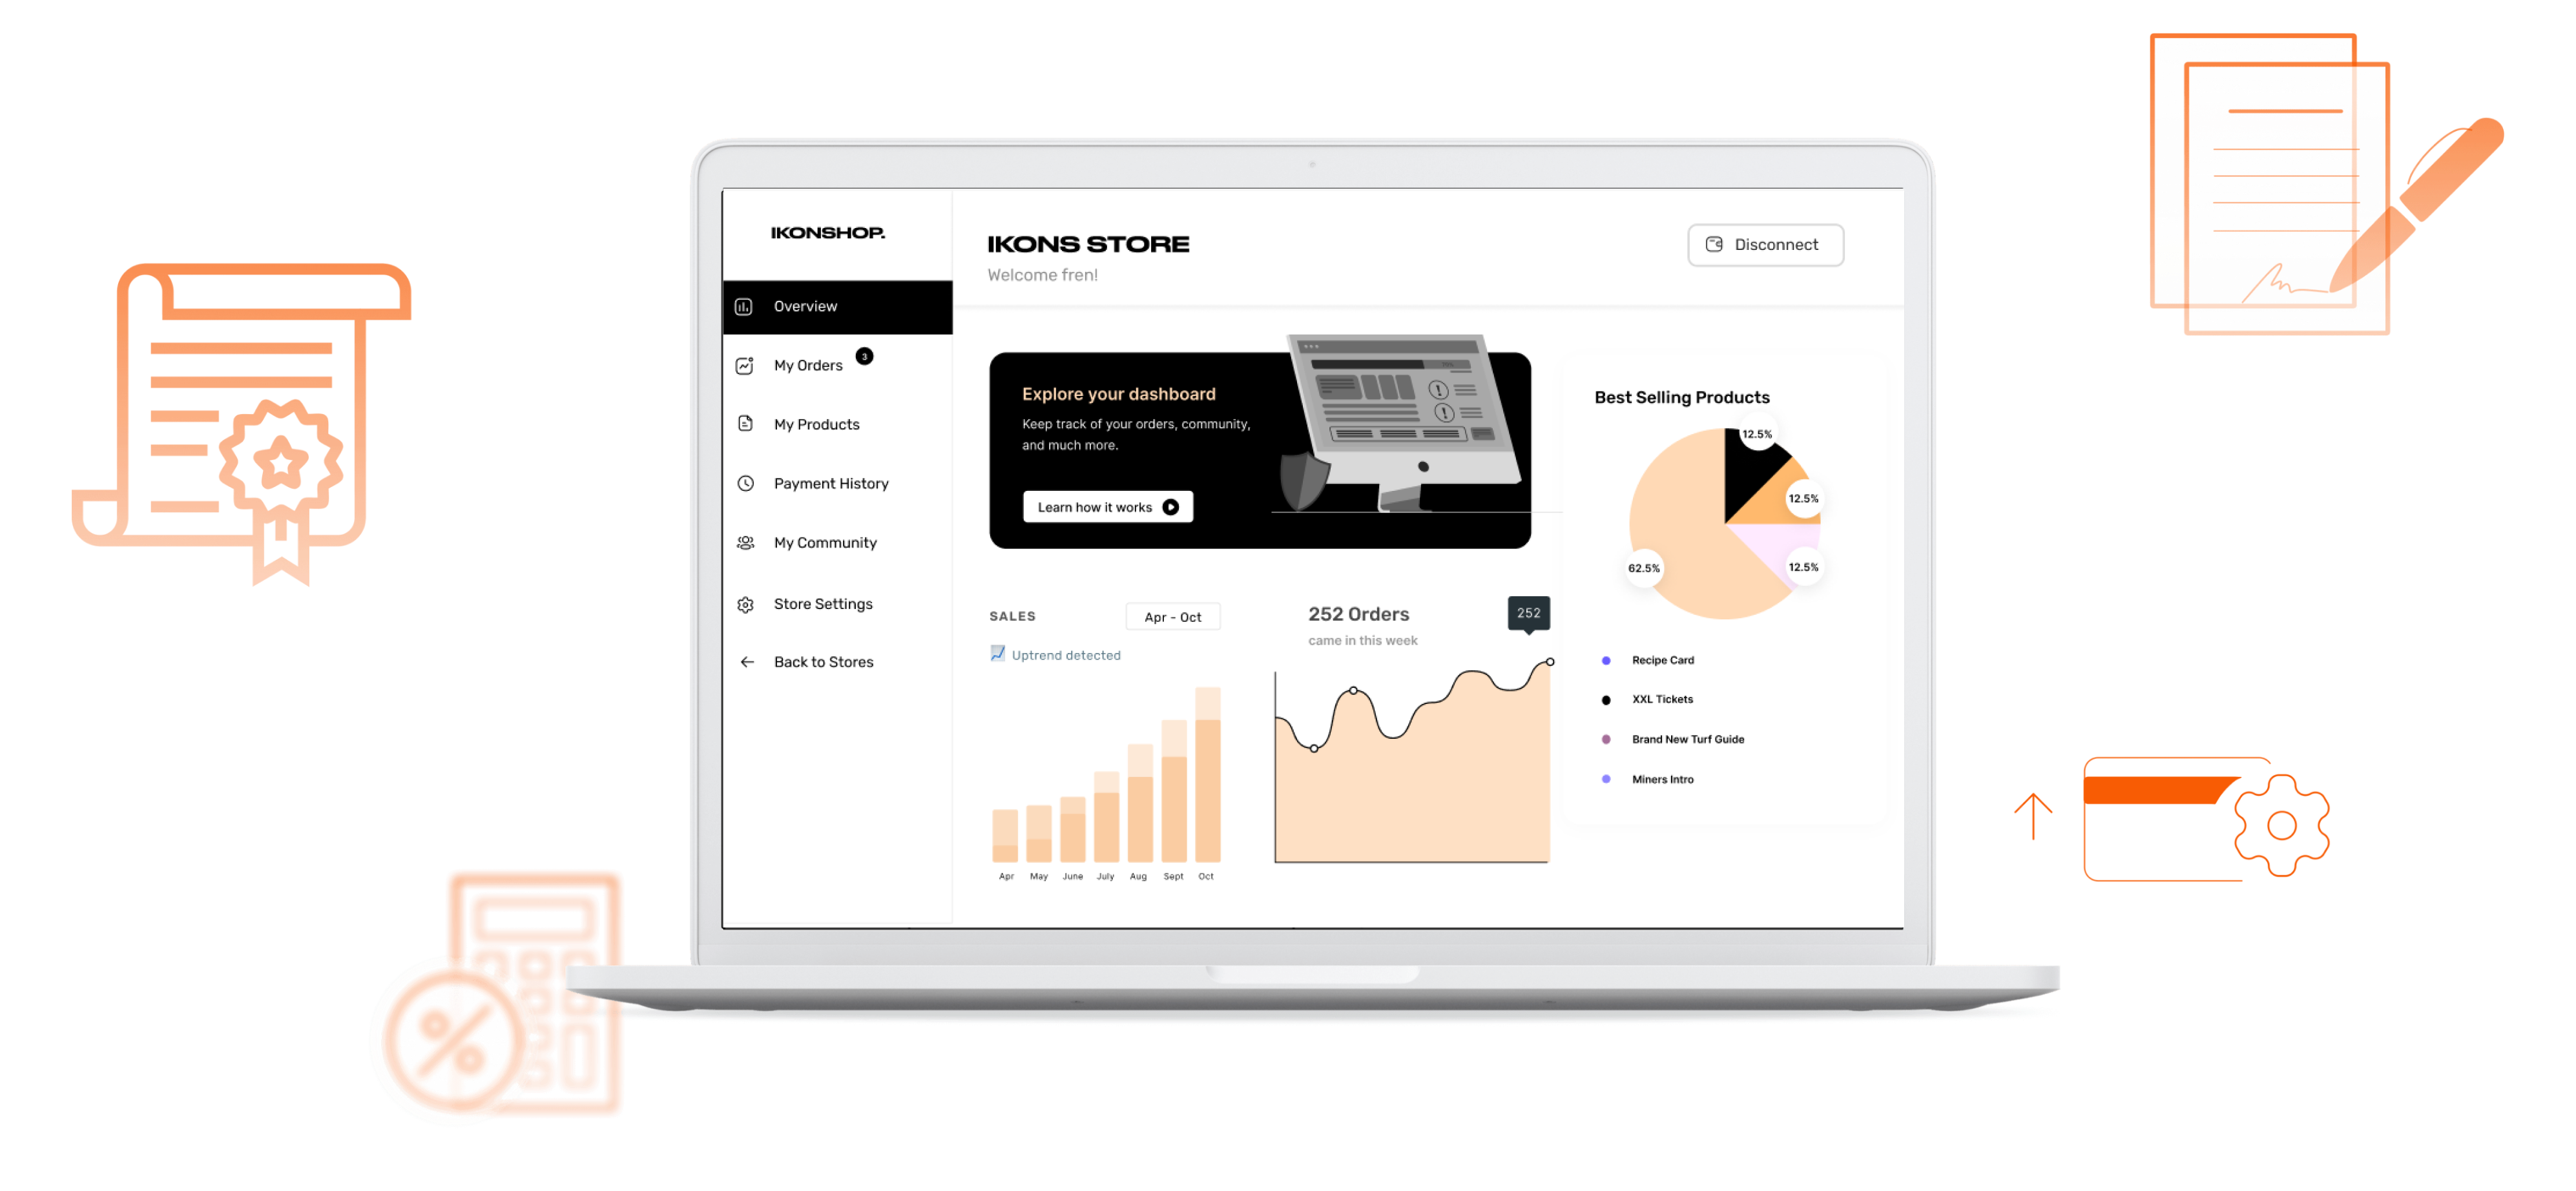 IKONSHOP.
Overview
My Orders
3
My Products
Payment History
My Community
Store Settings
Back to Stores
IKONS STORE
Welcome fren!
Disconnect
Explore your dashboard
Keep track of your orders, community,
and much more.
Learn how it works
SALES
Apr - Oct
Uptrend detected
Apr May June July Aug Sept Oct
252 Orders
came in this week
252
Best Selling Products
12.5%
12.5%
12.5%
62.5%
Recipe Card
XXL Tickets
Brand New Turf Guide
Miners Intro